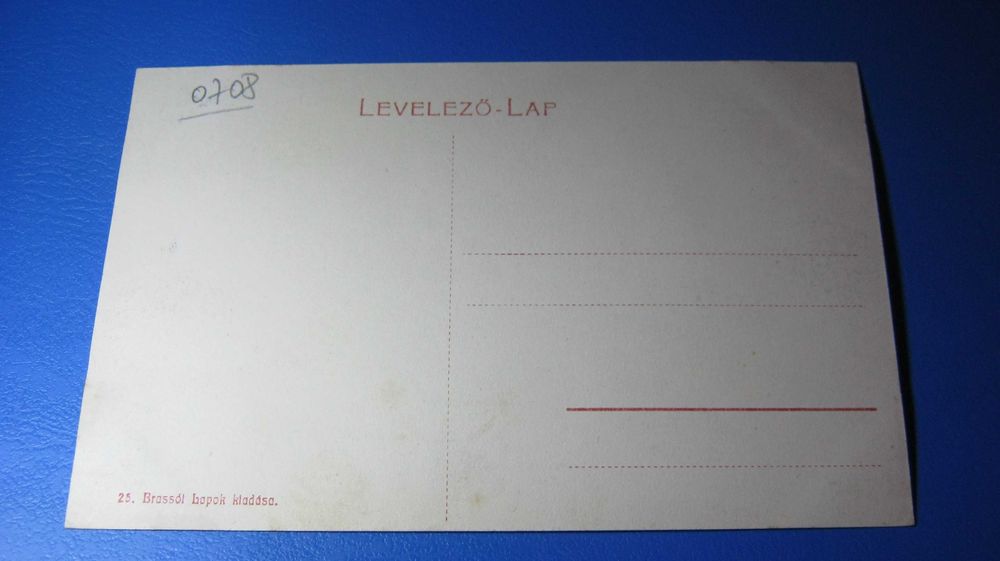 0708
LEVELEZŐ-LAP
25. Brassói Lapok kiadása.